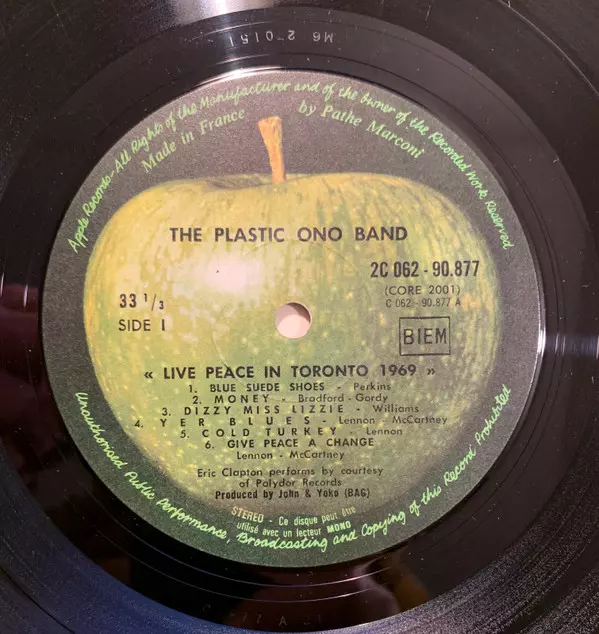 M6 2 0151
Apple Records-All Rights of the Manufacturer and of the Owner of the Recorded Work Reserved
Made in France
by Pathe Marconi
THE PLASTIC ONO BAND
2C 062 - 90.877
(CORE 2001)
C 062-90.877 A
33 1/3
SIDE I
BIEM
« LIVE PEACE IN TORONTO 1969 »
1. BLUE SUEDE SHOES - Perkins
2. MONEY - Bradford - Gordy
3. DIZZY MISS LIZZIE - Williams
4. YER BLUES - Lennon - McCartney
5. COLD TURKEY - Lennon
6. GIVE PEACE A CHANGE
Lennon - McCartney
Eric Clapton performs by courtesy
of Polydor Records
Produced by John & Yoko (BAG)
STEREO - Ce disque peut être
utilisé avec un lecteur MONO
Unauthorised Public Performance, Broadcasting and Copying of this Record Prohibited